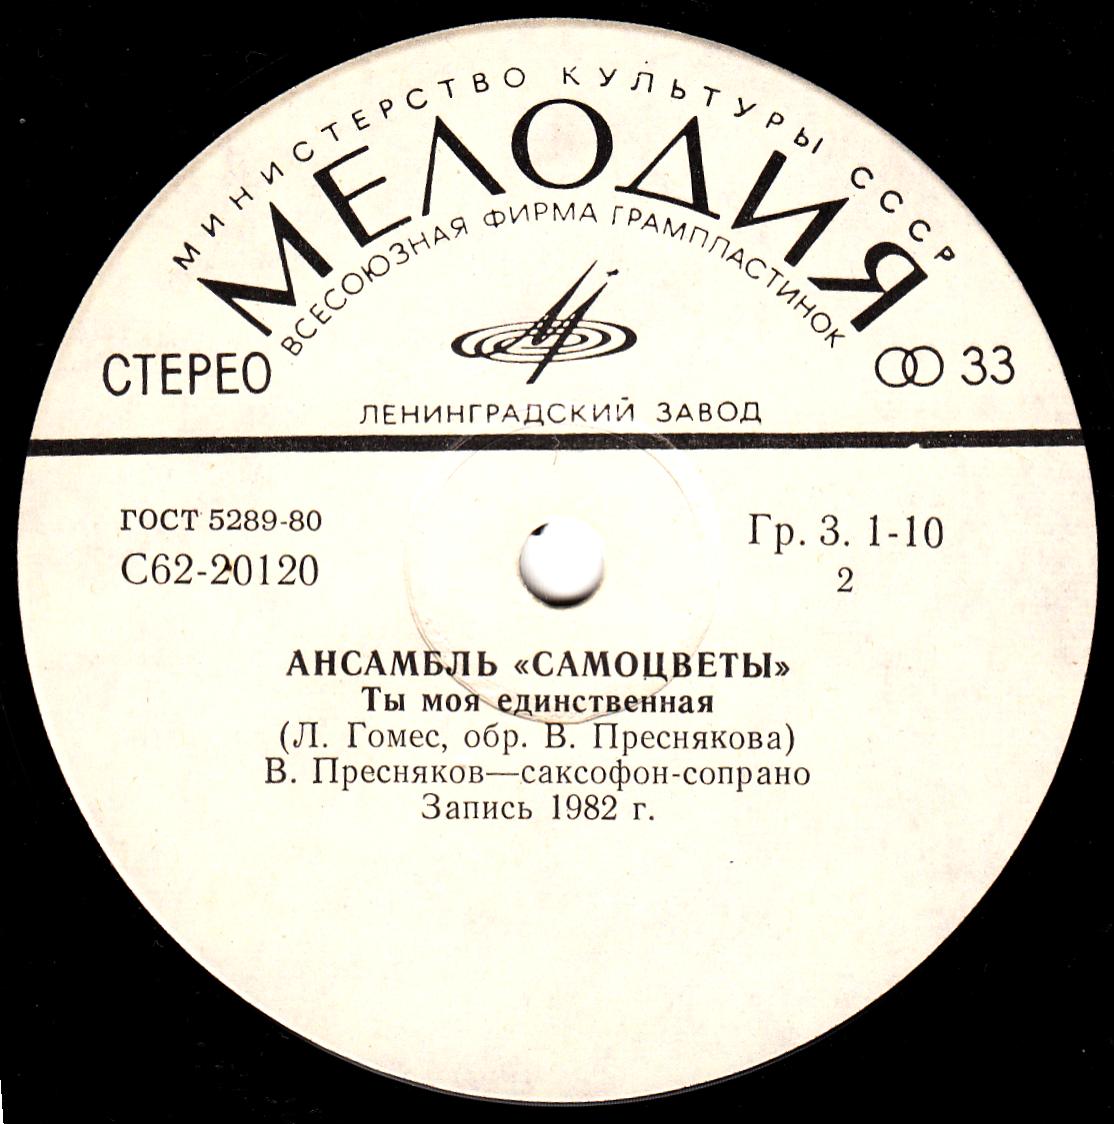 МИНИСТЕРСТВО КУЛЬТУРЫ СССР
МЕЛОДИЯ
ВСЕСОЮЗНАЯ ФИРМА ГРАМПЛАСТИНОК
СТЕРЕО
33
ЛЕНИНГРАДСКИЙ ЗАВОД
ГОСТ 5289-80
С62-20120
Гр. 3. 1-10
2
АНСАМБЛЬ «САМОЦВЕТЫ»
Ты моя единственная
(Л. Гомес, обр. В. Преснякова)
В. Пресняков—саксофон-сопрано
Запись 1982 г.